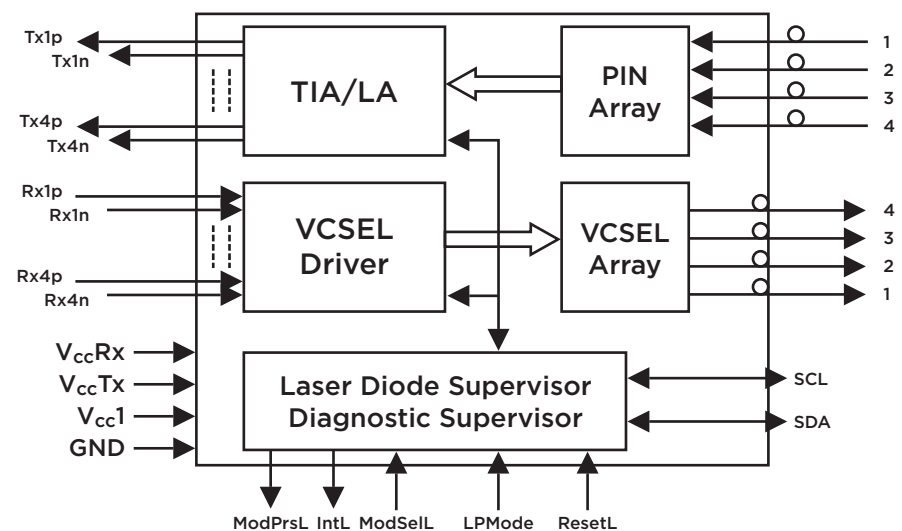 Tx1p
Tx1n
Tx4p
Tx4n
TIA/LA
PIN
Array
1
2
3
4
Rx1p
Rx1n
Rx4p
Rx4n
VCSEL
Driver
VCSEL
Array
4
3
2
1
VccRx
VccTx
Vcc1
GND
Laser Diode Supervisor
Diagnostic Supervisor
SCL
SDA
ModPrsL IntL ModSelL LPMode ResetL